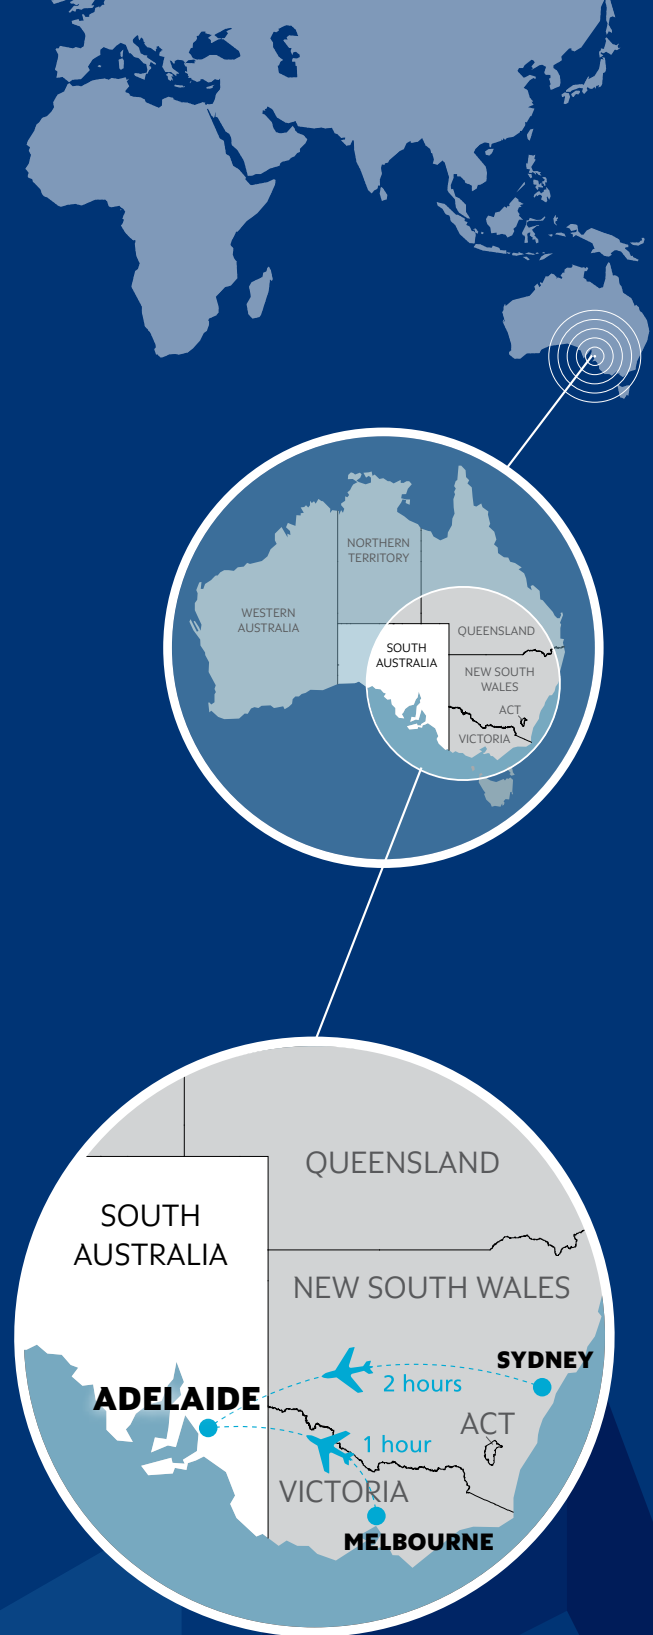 NORTHERN
TERRITORY
WESTERN
AUSTRALIA
QUEENSLAND
SOUTH
AUSTRALIA
NEW SOUTH
WALES
ACT
VICTORIA
QUEENSLAND
SOUTH
AUSTRALIA
NEW SOUTH WALES
SYDNEY
2 hours
ADELAIDE
ACT
1 hour
VICTORIA
MELBOURNE